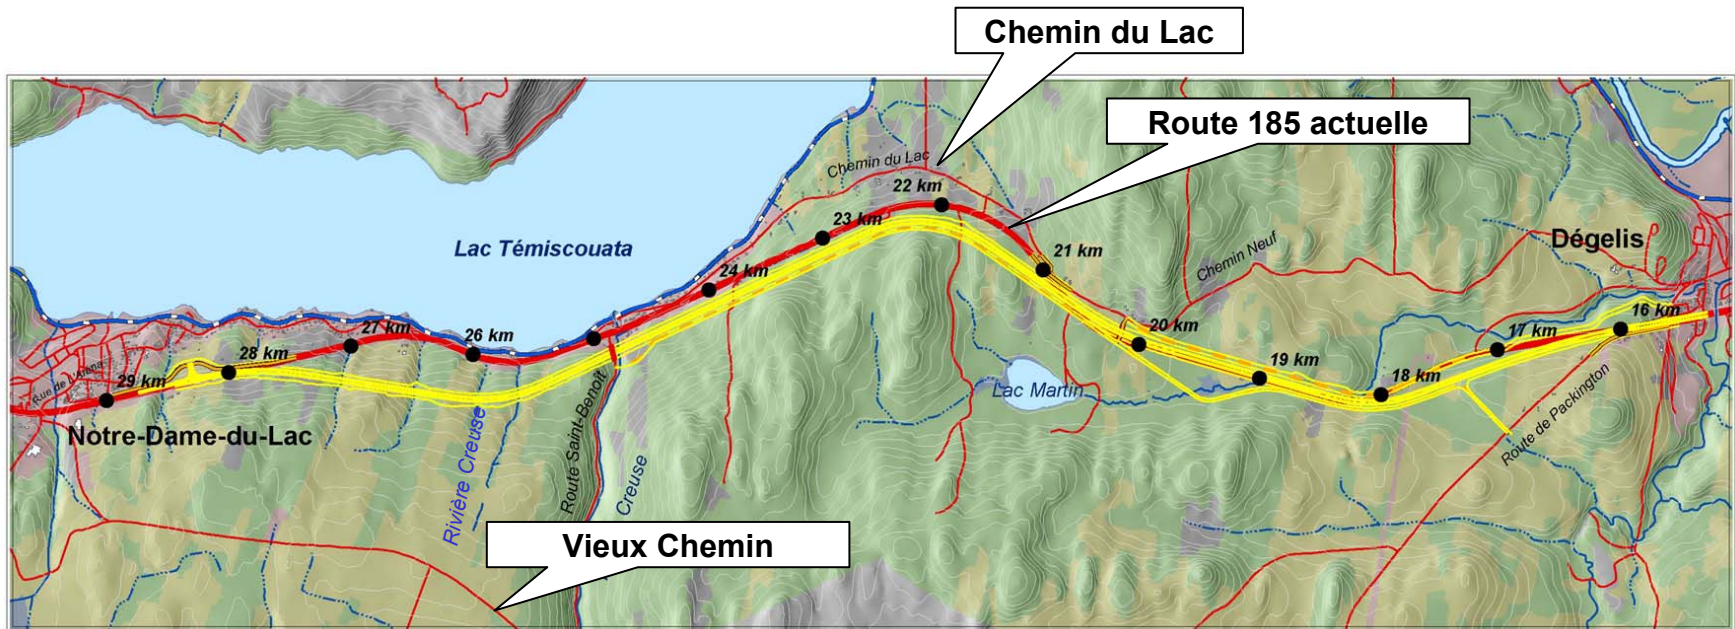 Chemin du Lac
Route 185 actuelle
Chemin du Lac
22 km
23 km
21 km
Chemin Neuf
Dégelis
Lac Témiscouata
24 km
16 km
17 km
20 km
27 km
26 km
28 km
19 km
18 km
Rue de l'Aréna
29 km
Lac Martin
Route de Packington
Notre-Dame-du-Lac
Rivière Creuse
Route Saint-Benoît
Creuse
Vieux Chemin